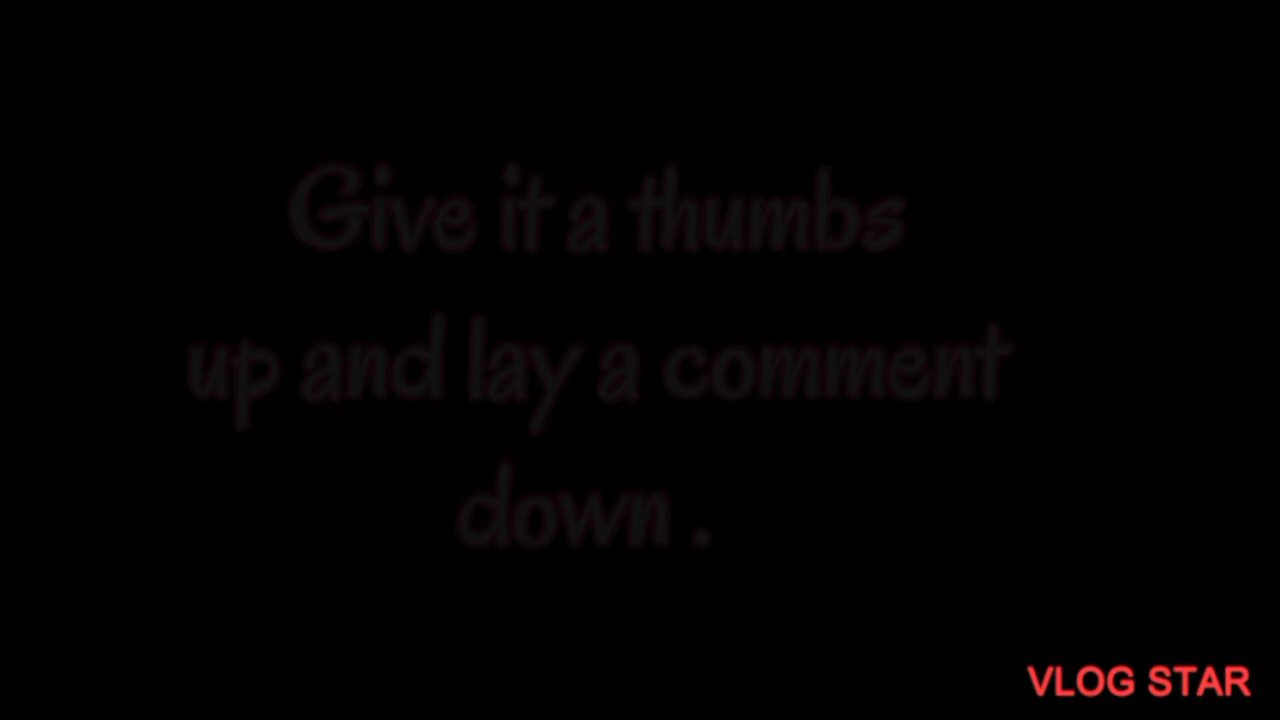 Give it a thumbs
up and lay a comment
down .
VLOG STAR